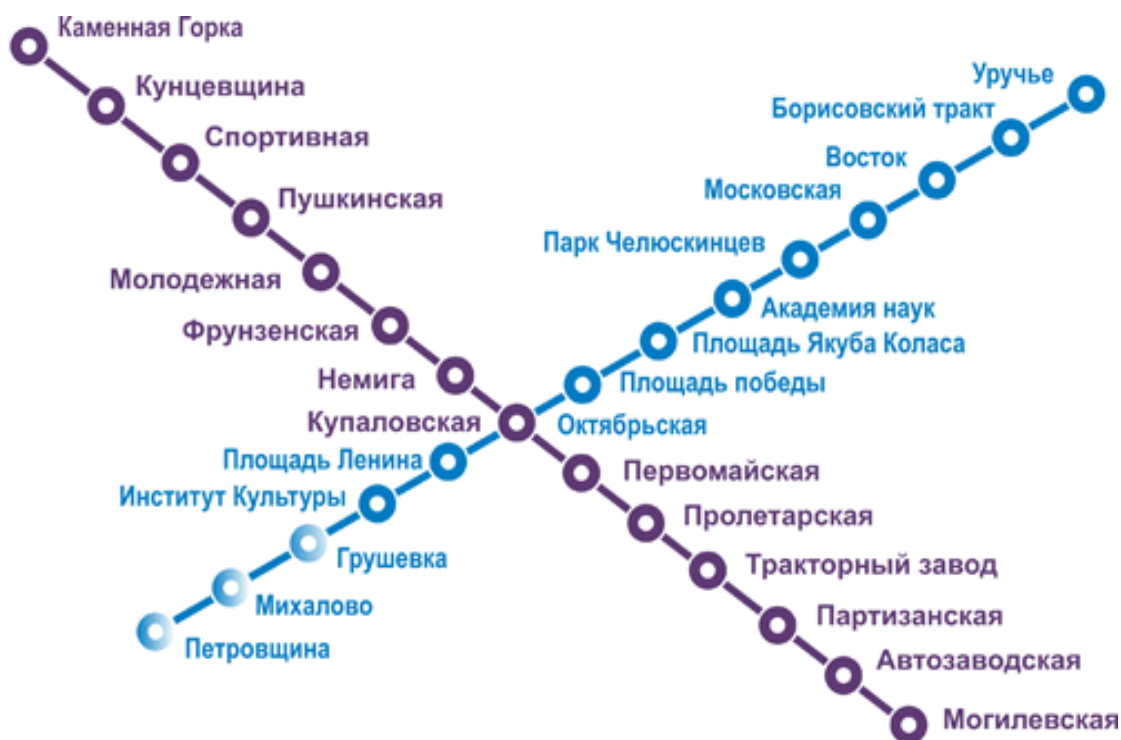 Каменная Горка
Кунцевщина
Спортивная
Пушкинская
Молодежная
Фрунзенская
Немига
Купаловская
Площадь Ленина
Институт Культуры
Грушевка
Михалово
Петровщина
Уручье
Борисовский тракт
Восток
Московская
Парк Челюскинцев
Академия наук
Площадь Якуба Коласа
Площадь победы
Октябрьская
Первомайская
Пролетарская
Тракторный завод
Партизанская
Автозаводская
Могилевская